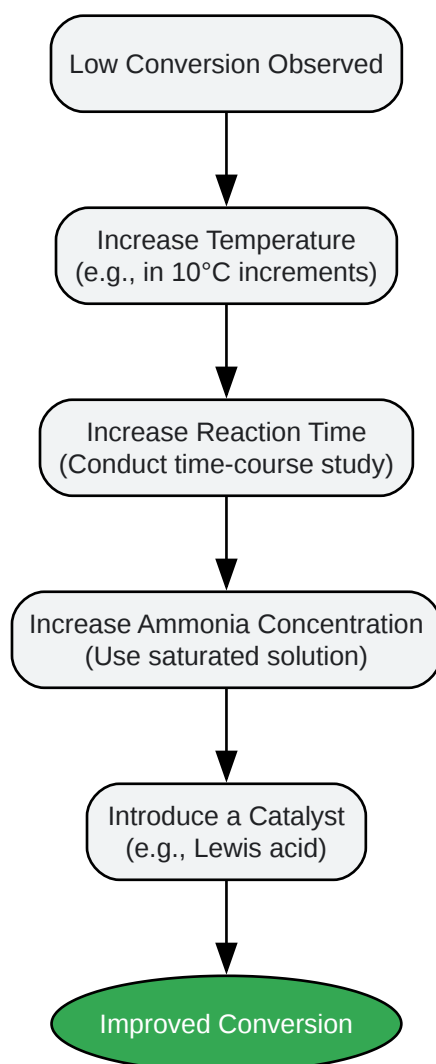 Low Conversion Observed
Increase Temperature
(e.g., in 10°C increments)
Increase Reaction Time
(Conduct time-course study)
Increase Ammonia Concentration
(Use saturated solution)
Introduce a Catalyst
(e.g., Lewis acid)
Improved Conversion